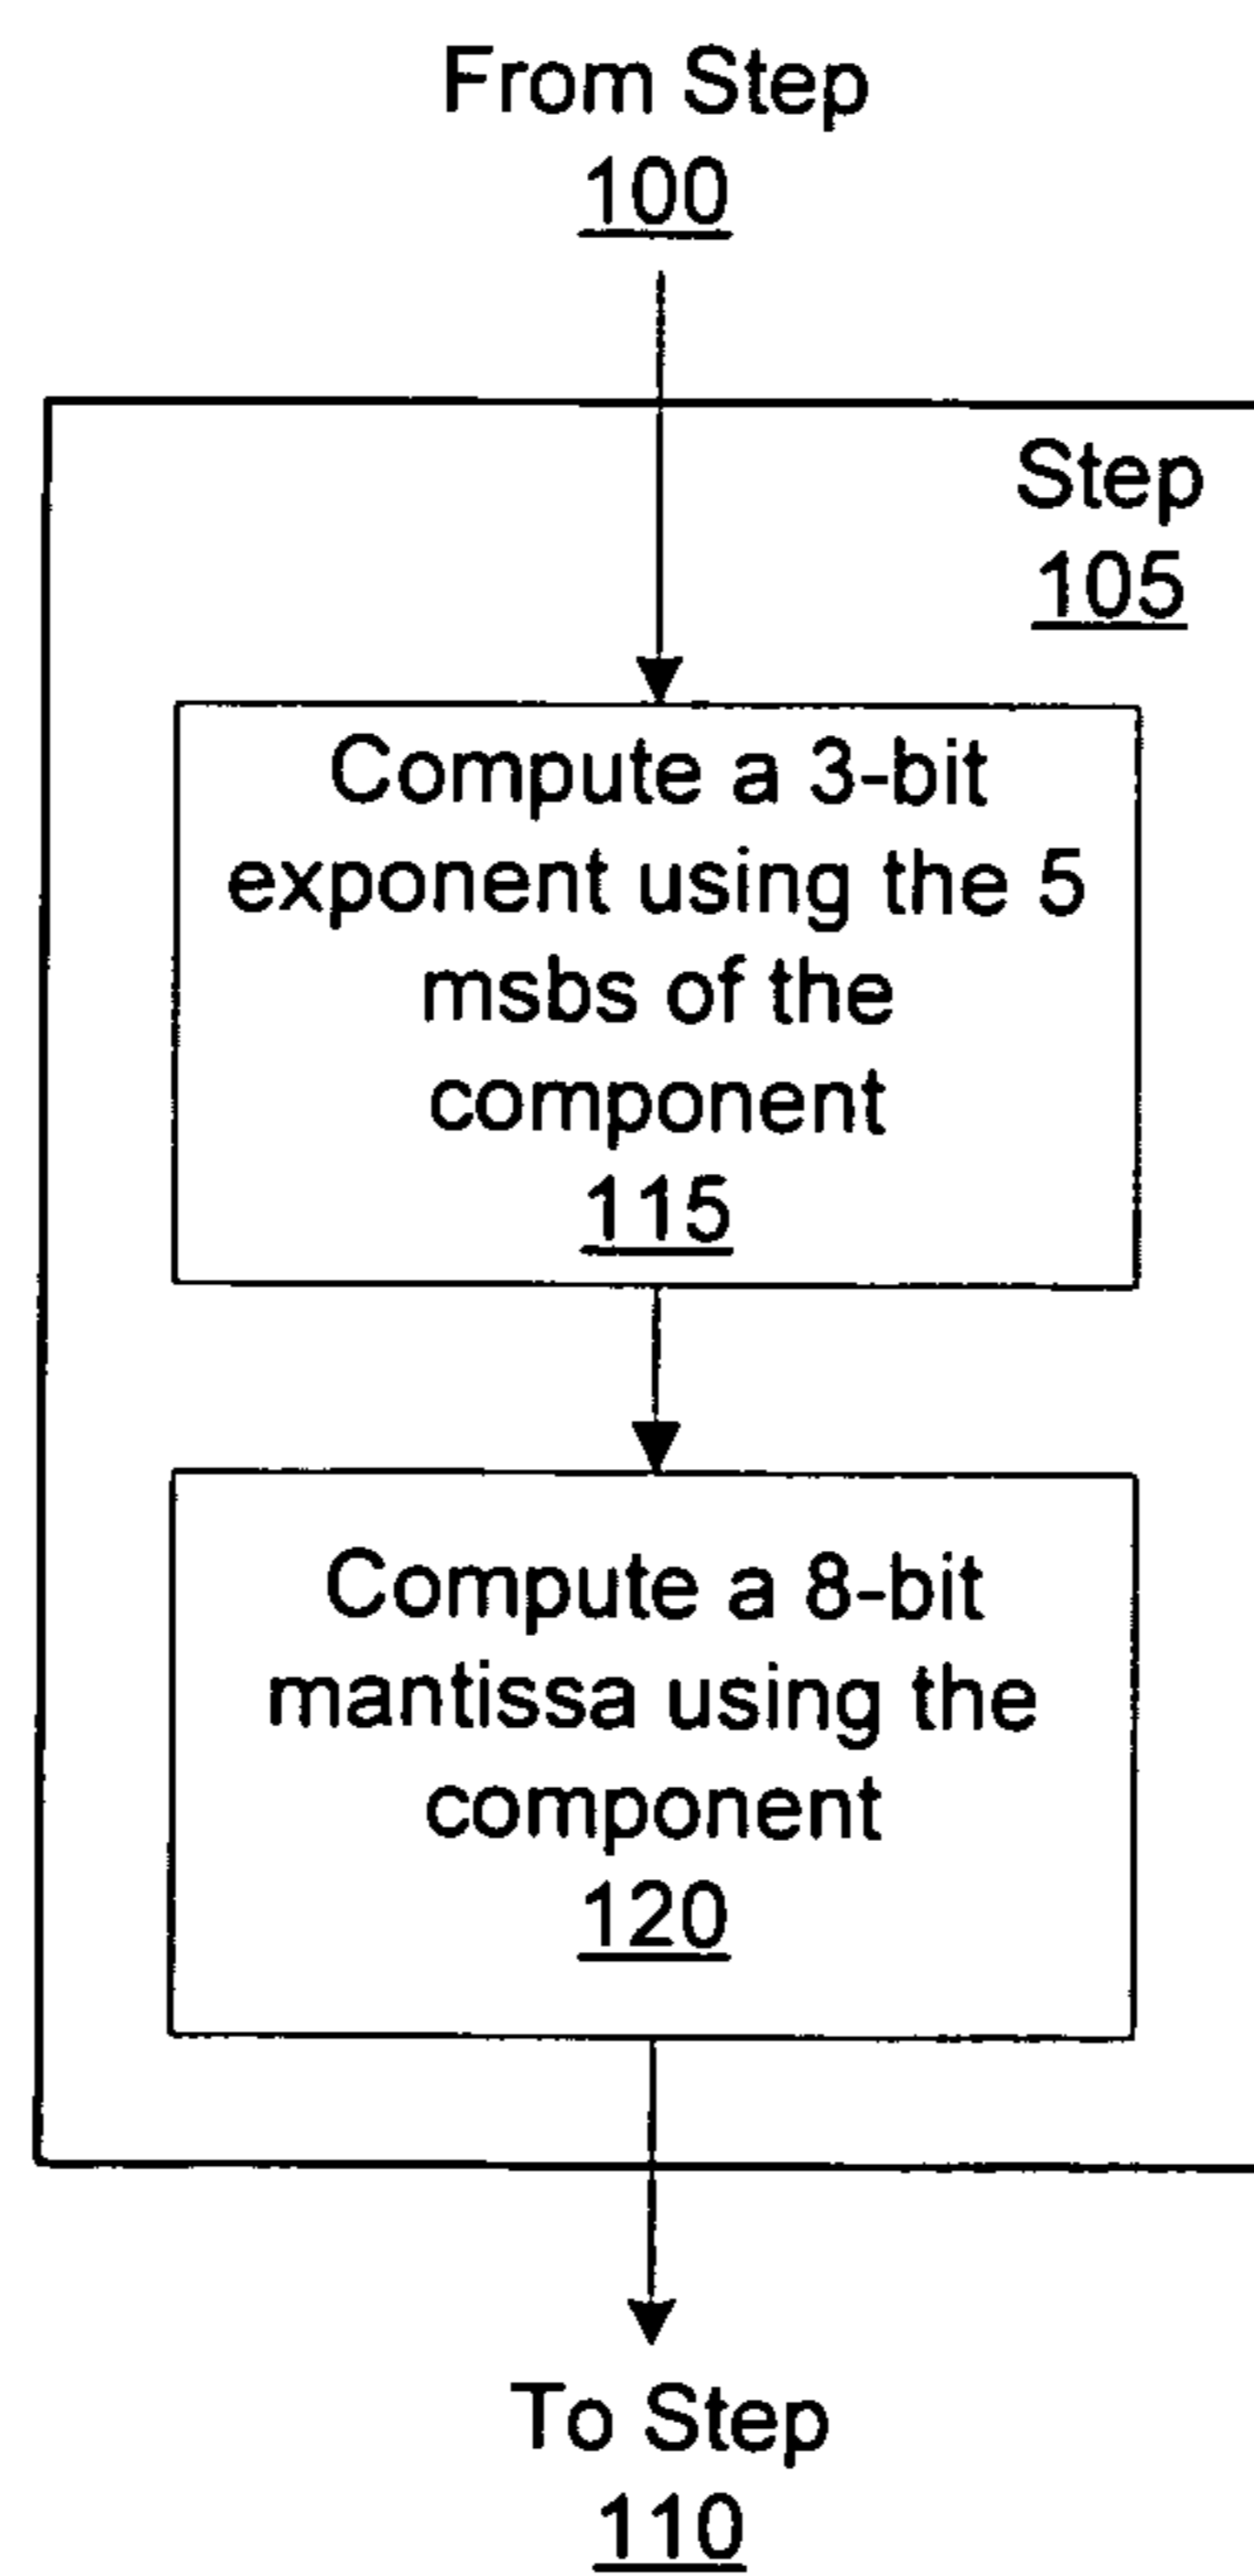 From Step
100
Step
105
Compute a 3-bit
exponent using the 5
msbs of the
component
115
Compute a 8-bit
mantissa using the
component
120
To Step
110